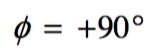 ϕ = +90°